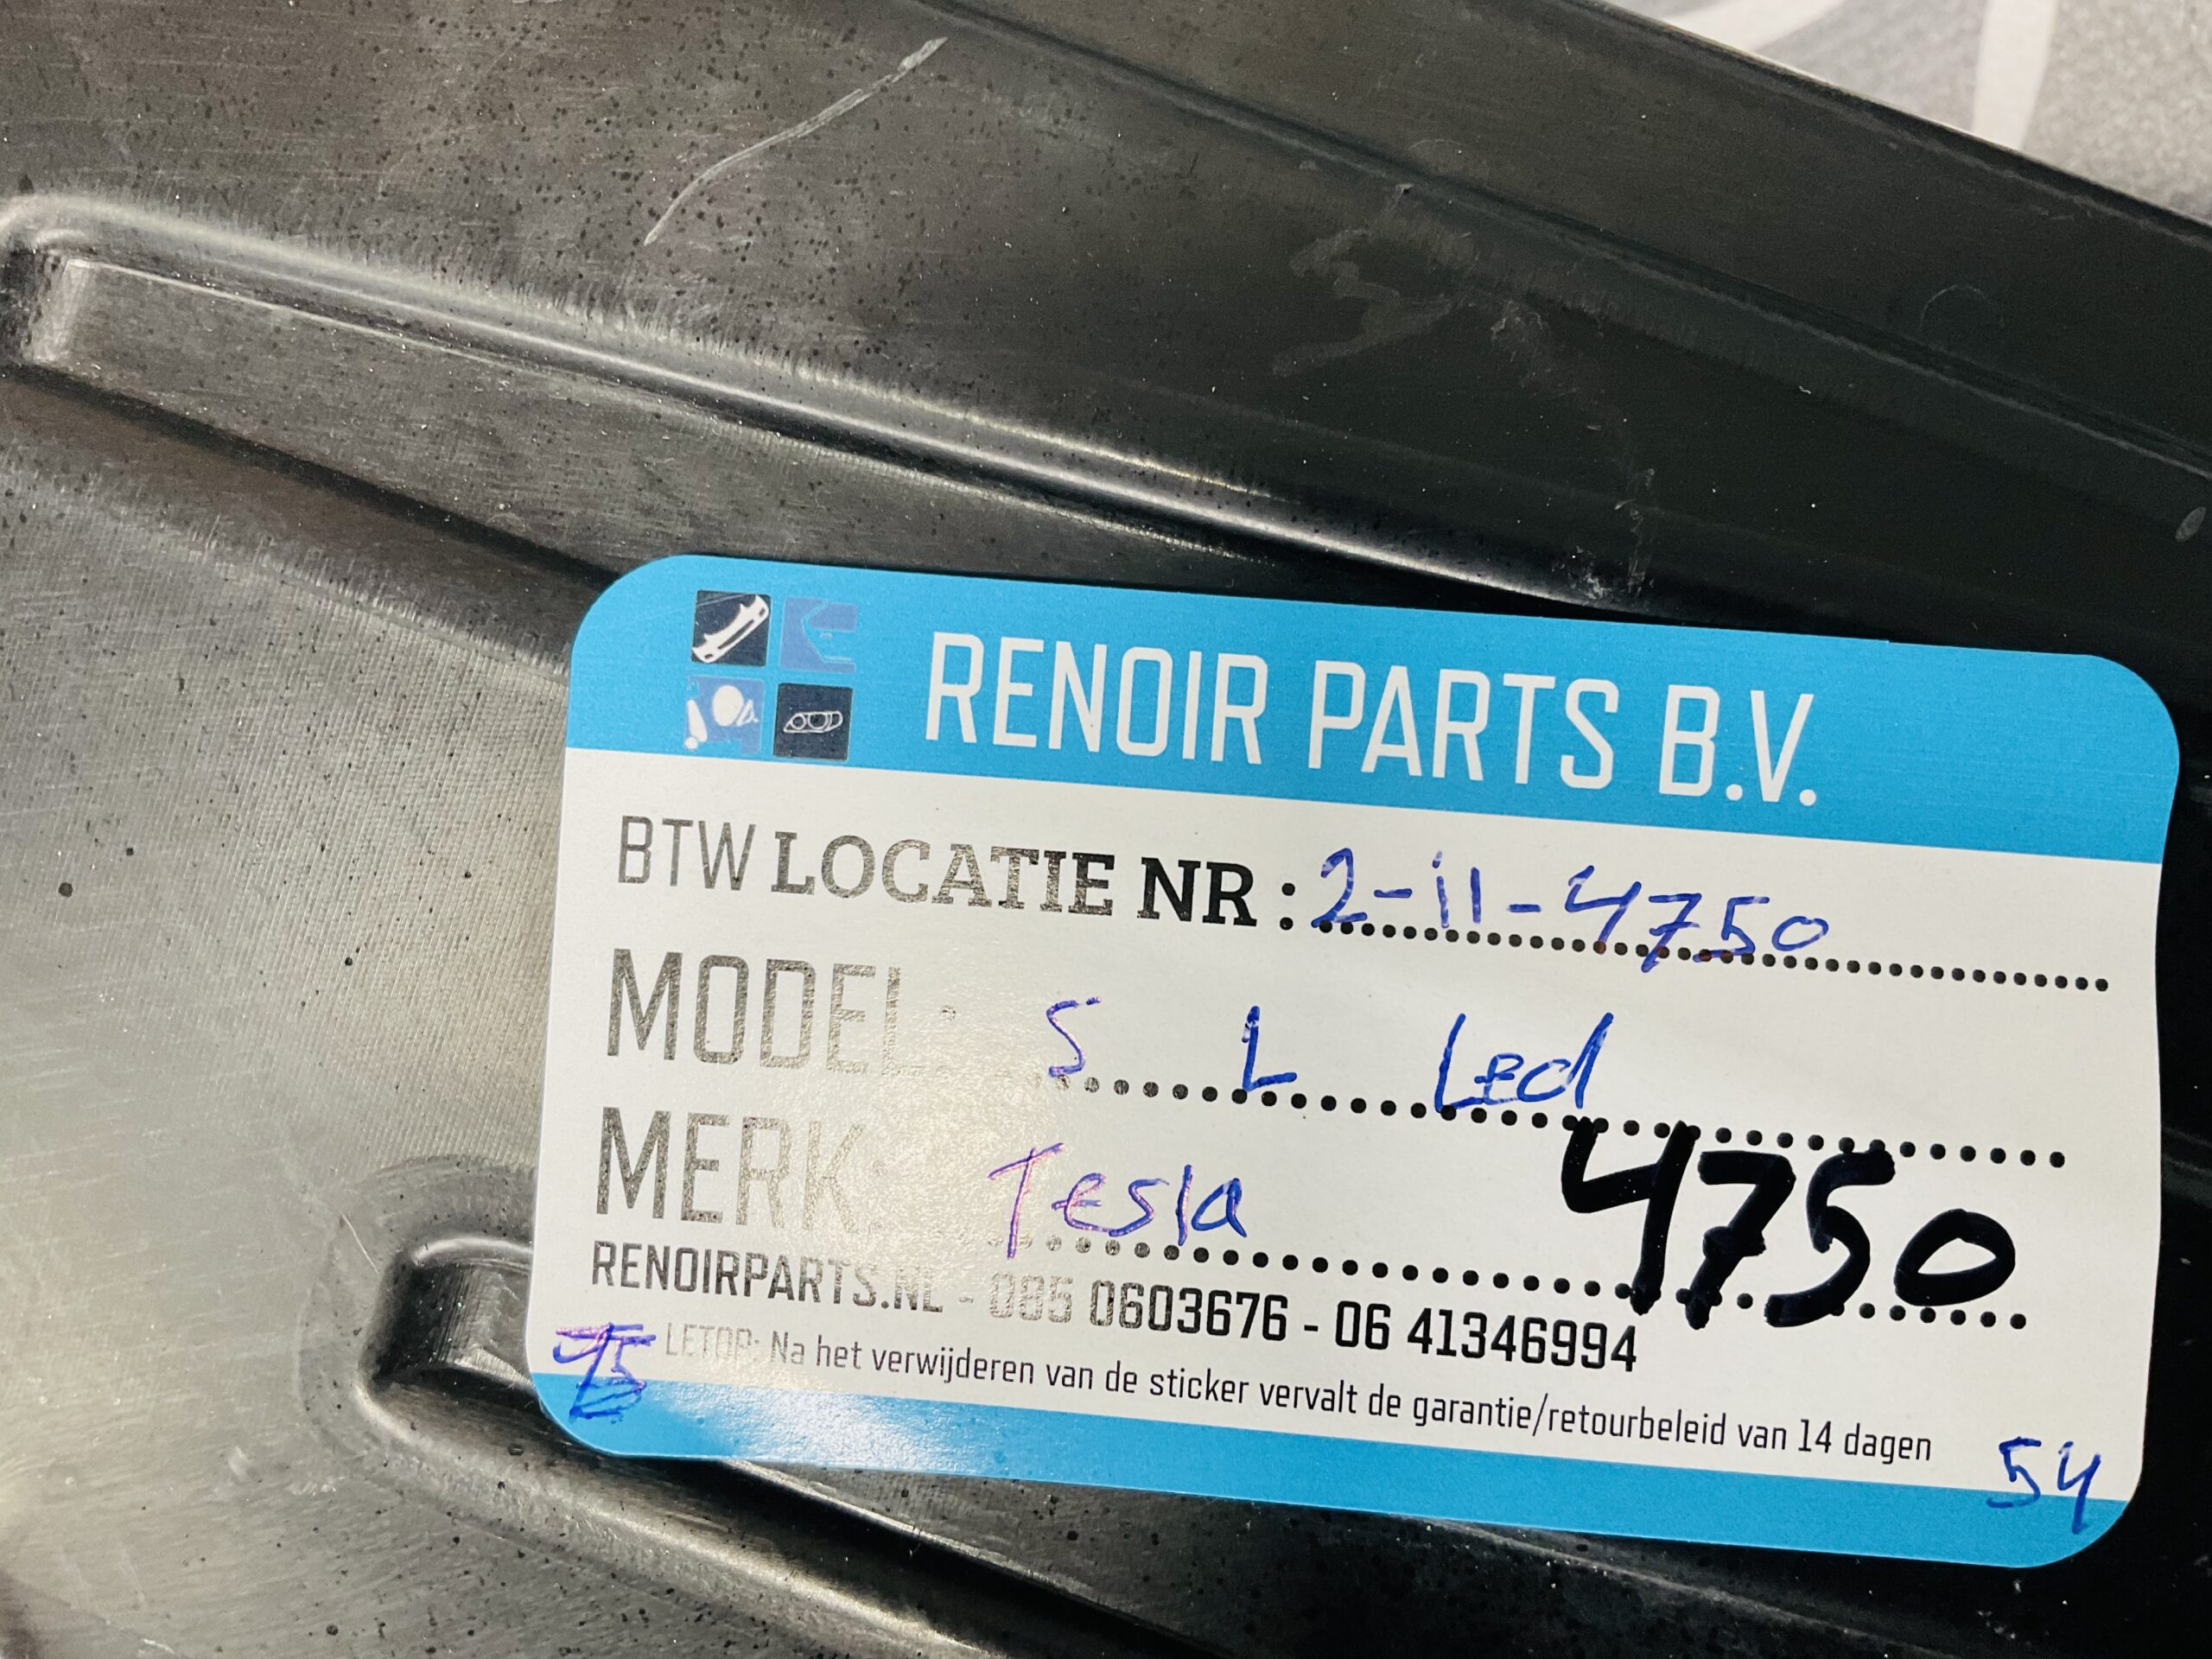 RENOIR PARTS B.V.
BTW LOCATIE NR : 2-11-4750
MODEL: S L Led
MERK: Tesla
4750
RENOIRPARTS.NL - 085 0603676 - 06 41346994
LETOP: Na het verwijderen van de sticker vervalt de garantie/retourbeleid van 14 dagen
54